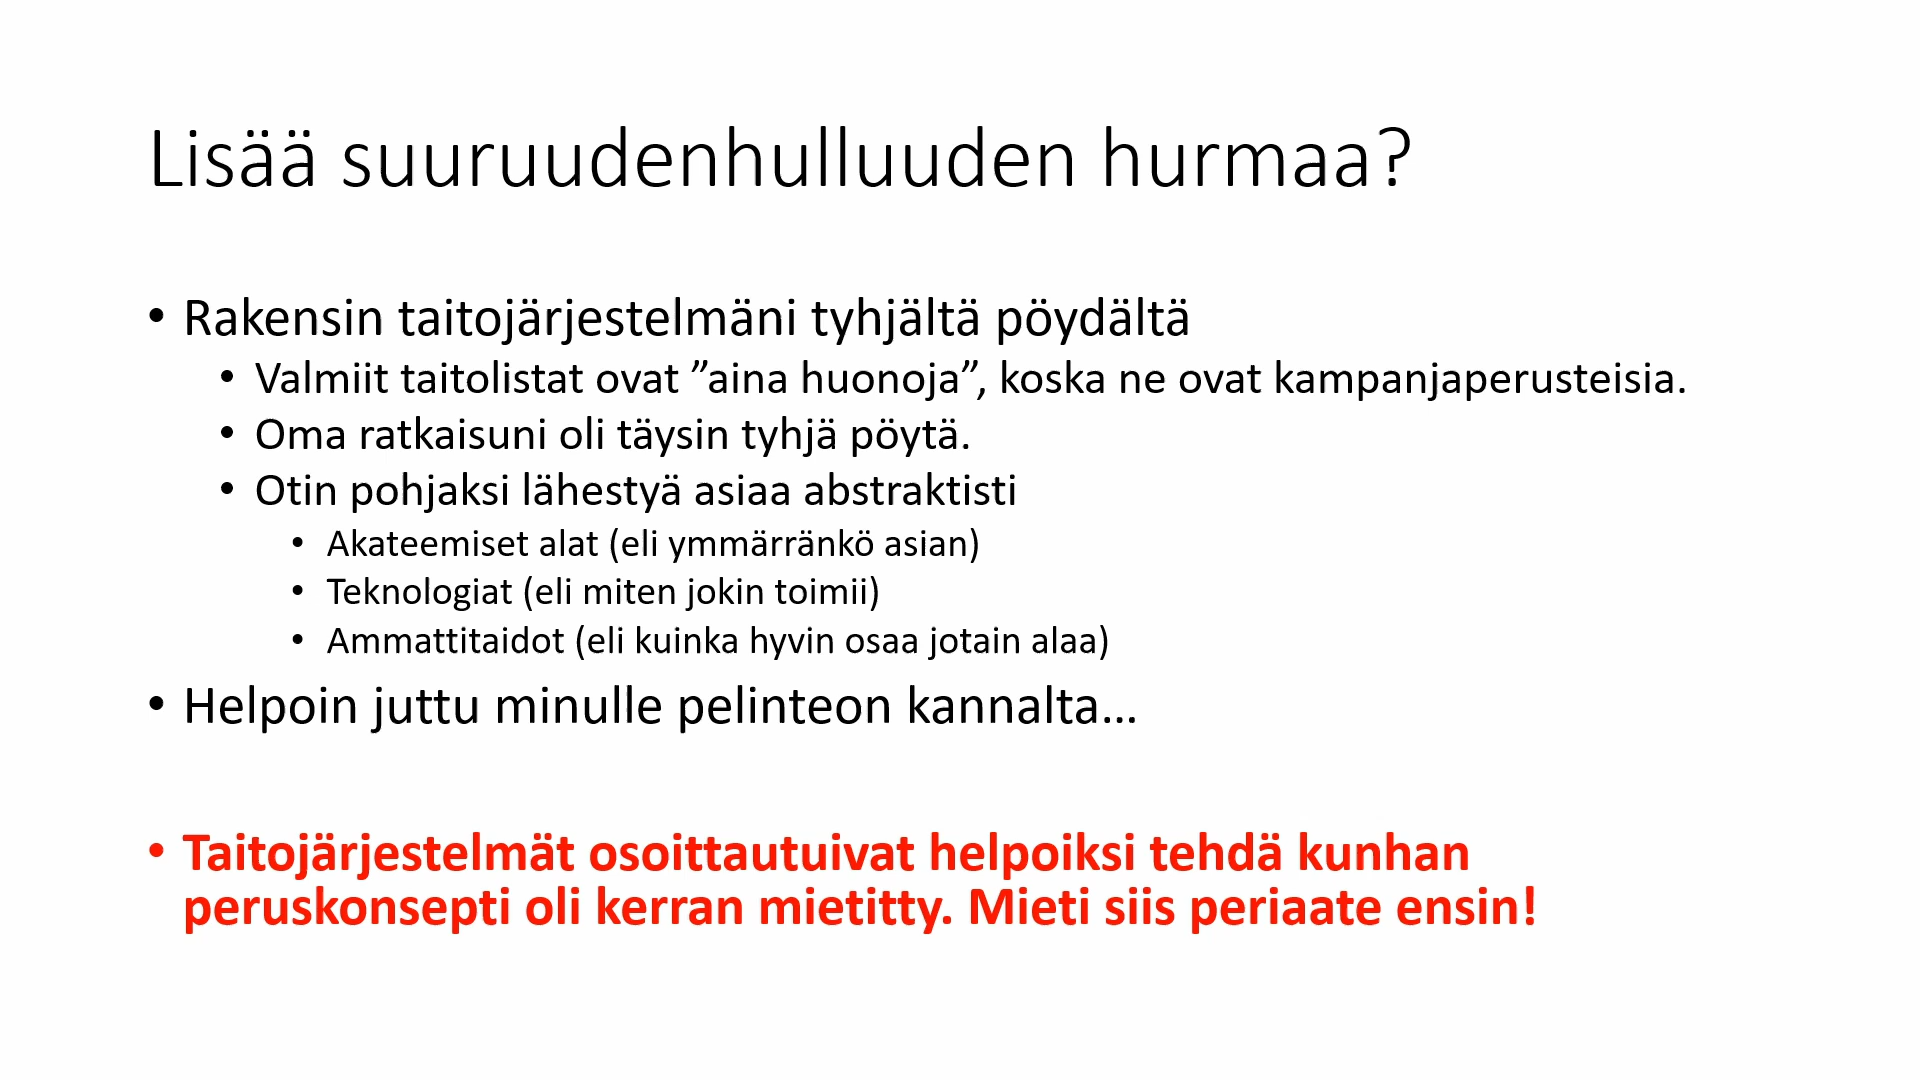 Lisää suuruudenhulluuden hurmaa?
• Rakensin taitojärjestelmäni tyhjältä pöydältä
• Valmiit taitolistat ovat ”aina huonoja”, koska ne ovat kampanjaperusteisia.
• Oma ratkaisuni oli täysin tyhjä pöytä.
• Otin pohjaksi lähestyä asiaa abstraktisti
• Akateemiset alat (eli ymmärränkö asian)
• Teknologiat (eli miten jokin toimii)
• Ammattitaidot (eli kuinka hyvin osaa jotain alaa)
• Helpoin juttu minulle pelinteon kannalta…
• Taitojärjestelmät osoittautuivat helpoiksi tehdä kunhan
peruskonsepti oli kerran mietitty. Mieti siis periaate ensin!